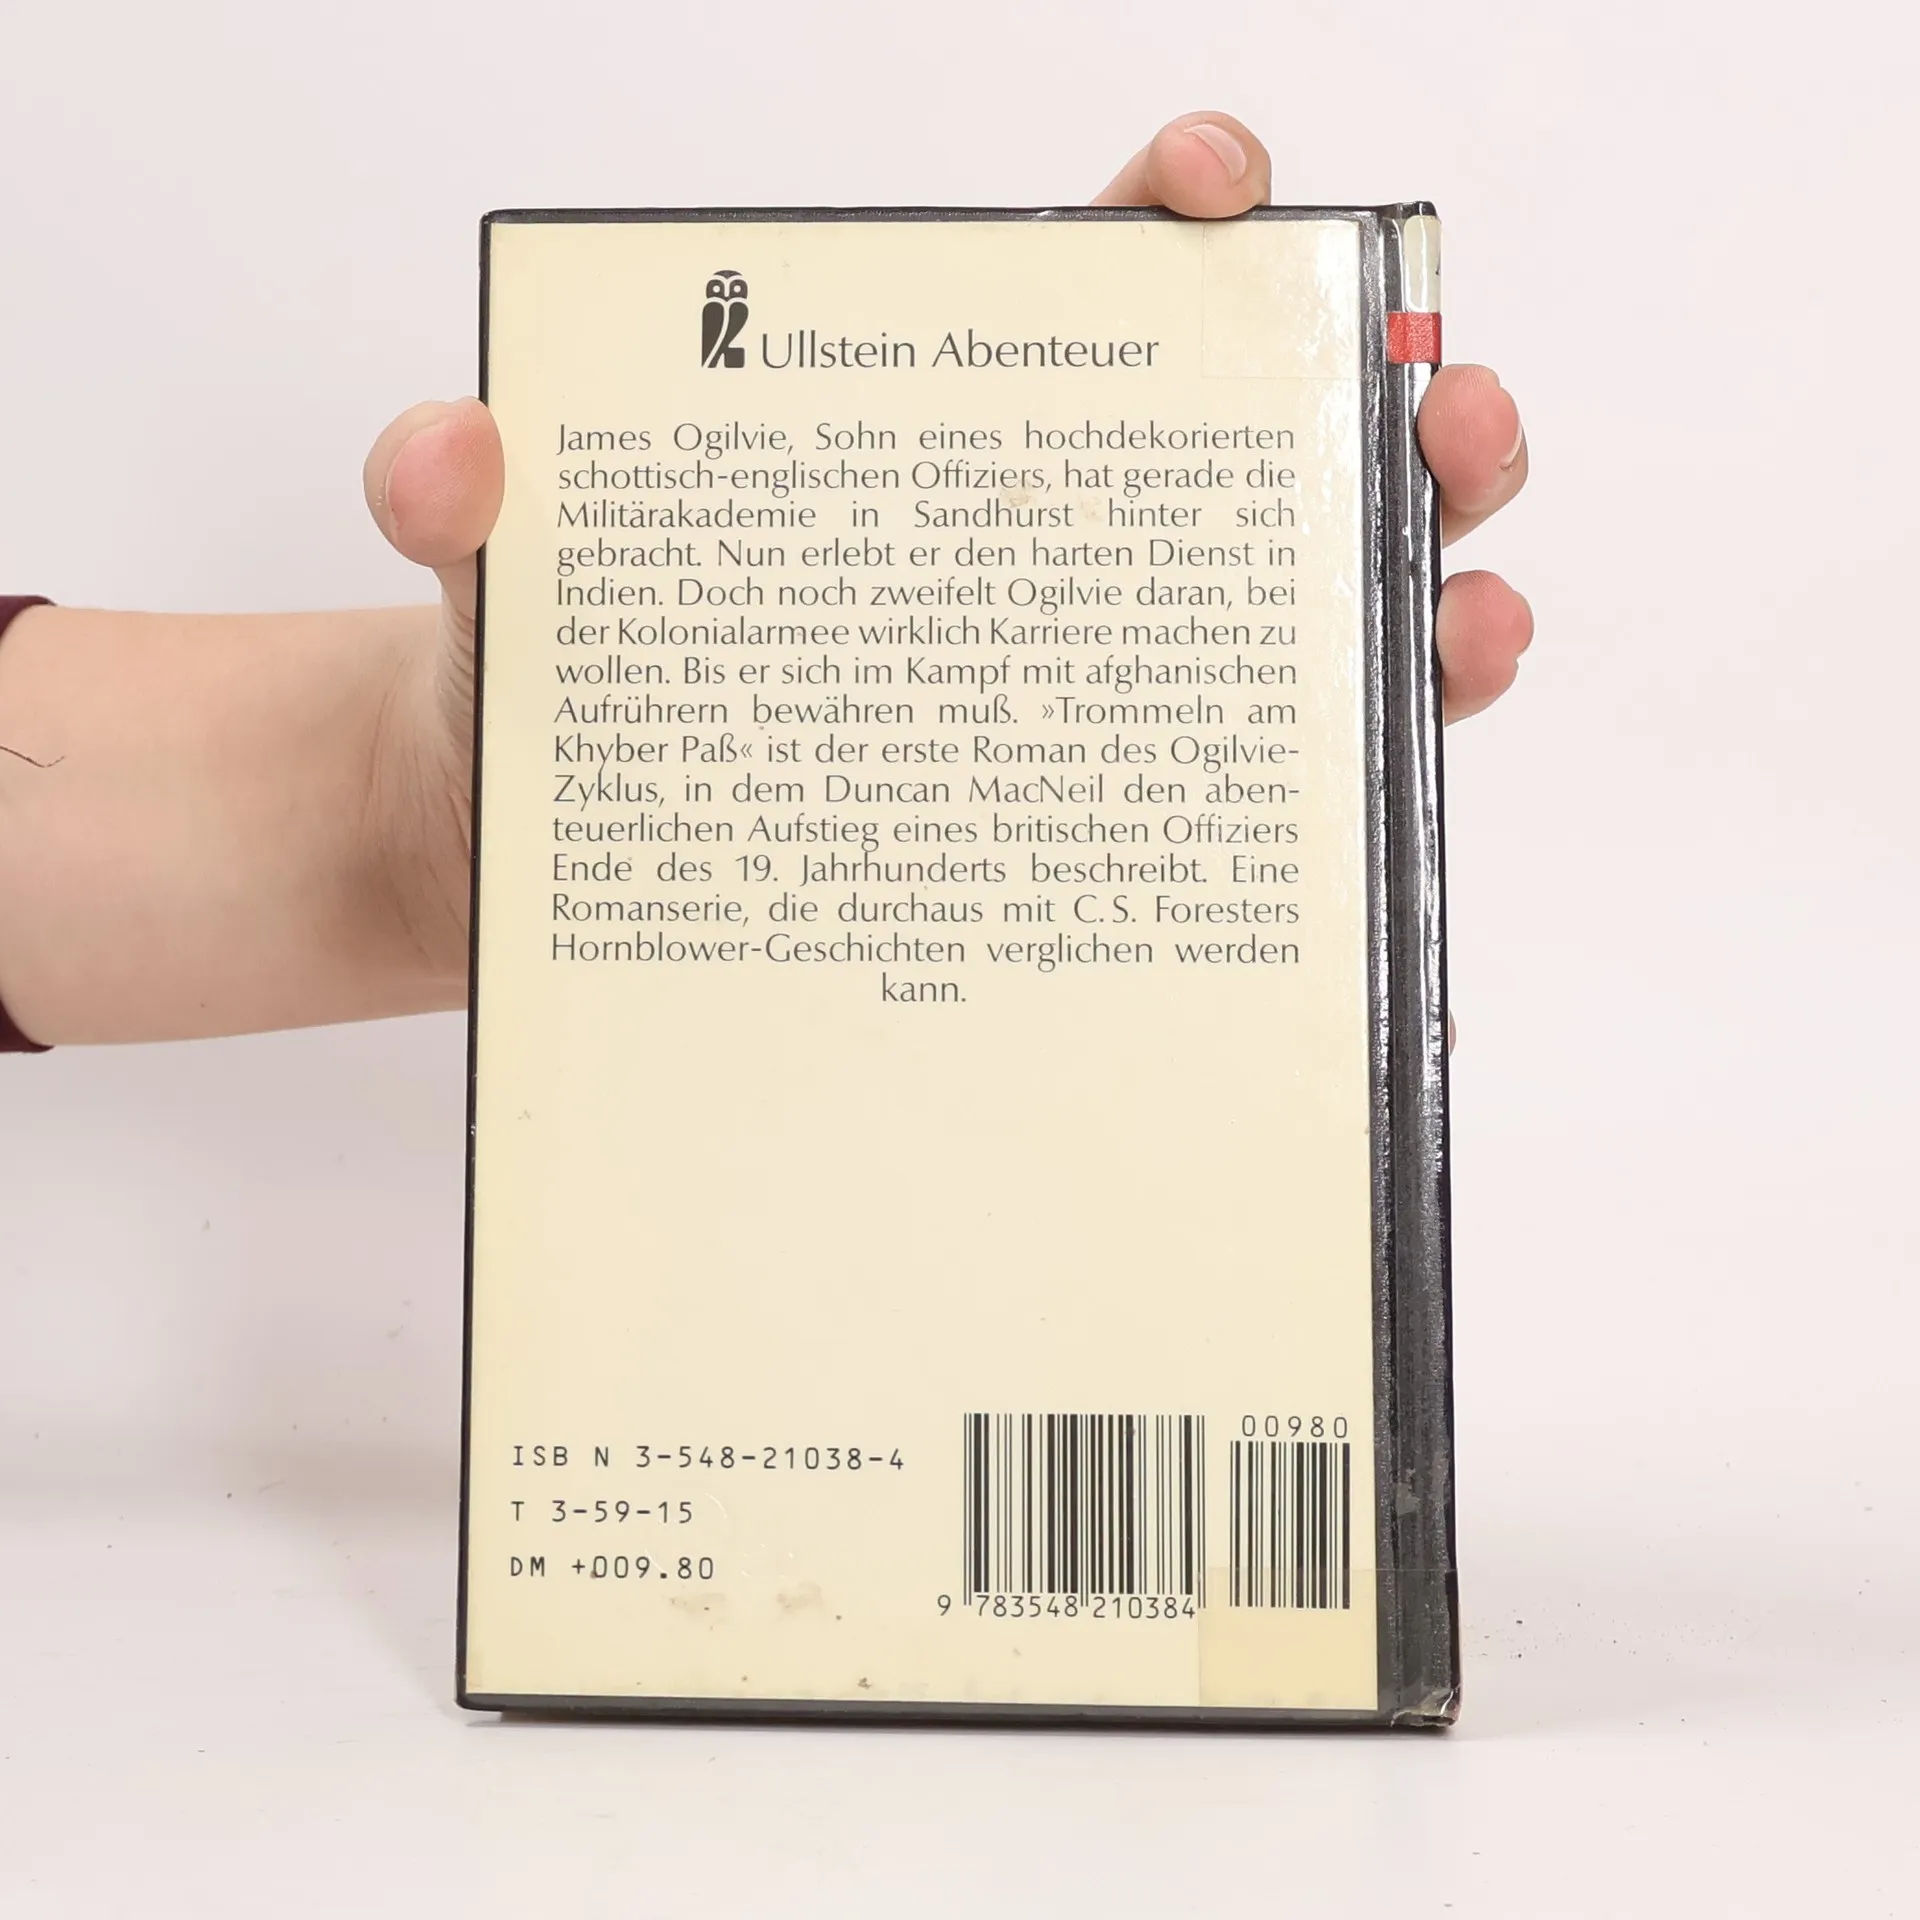 Ullstein Abenteuer
James Ogilvie, Sohn eines hochdekorierten
schottisch-englischen Offiziers, hat gerade die
Militärakademie in Sandhurst hinter sich
gebracht. Nun erlebt er den harten Dienst in
Indien. Doch noch zweifelt Ogilvie daran, bei
der Kolonialarmee wirklich Karriere machen zu
wollen. Bis er sich im Kampf mit afghanischen
Aufrührern bewähren muß. »Trommeln am
Khyber Paß« ist der erste Roman des Ogilvie-
Zyklus, in dem Duncan MacNeil den aben-
teuerlichen Aufstieg eines britischen Offiziers
Ende des 19. Jahrhunderts beschreibt. Eine
Romanserie, die durchaus mit C.S. Foresters
Hornblower-Geschichten verglichen werden
kann.
ISB N 3-548-21038-4
T 3-59-15
DM +009.80
00980
9 783548 210384